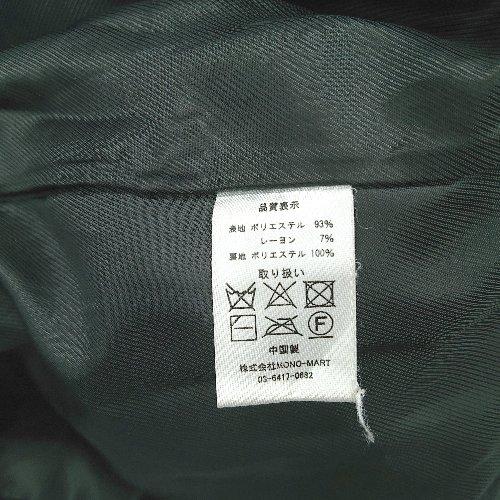 品質表示
表地 ポリエステル 93%
レーヨン 7%
裏地 ポリエステル 100%
取り扱い
F
中国製
株式会社MONO-MART
03-6417-0682